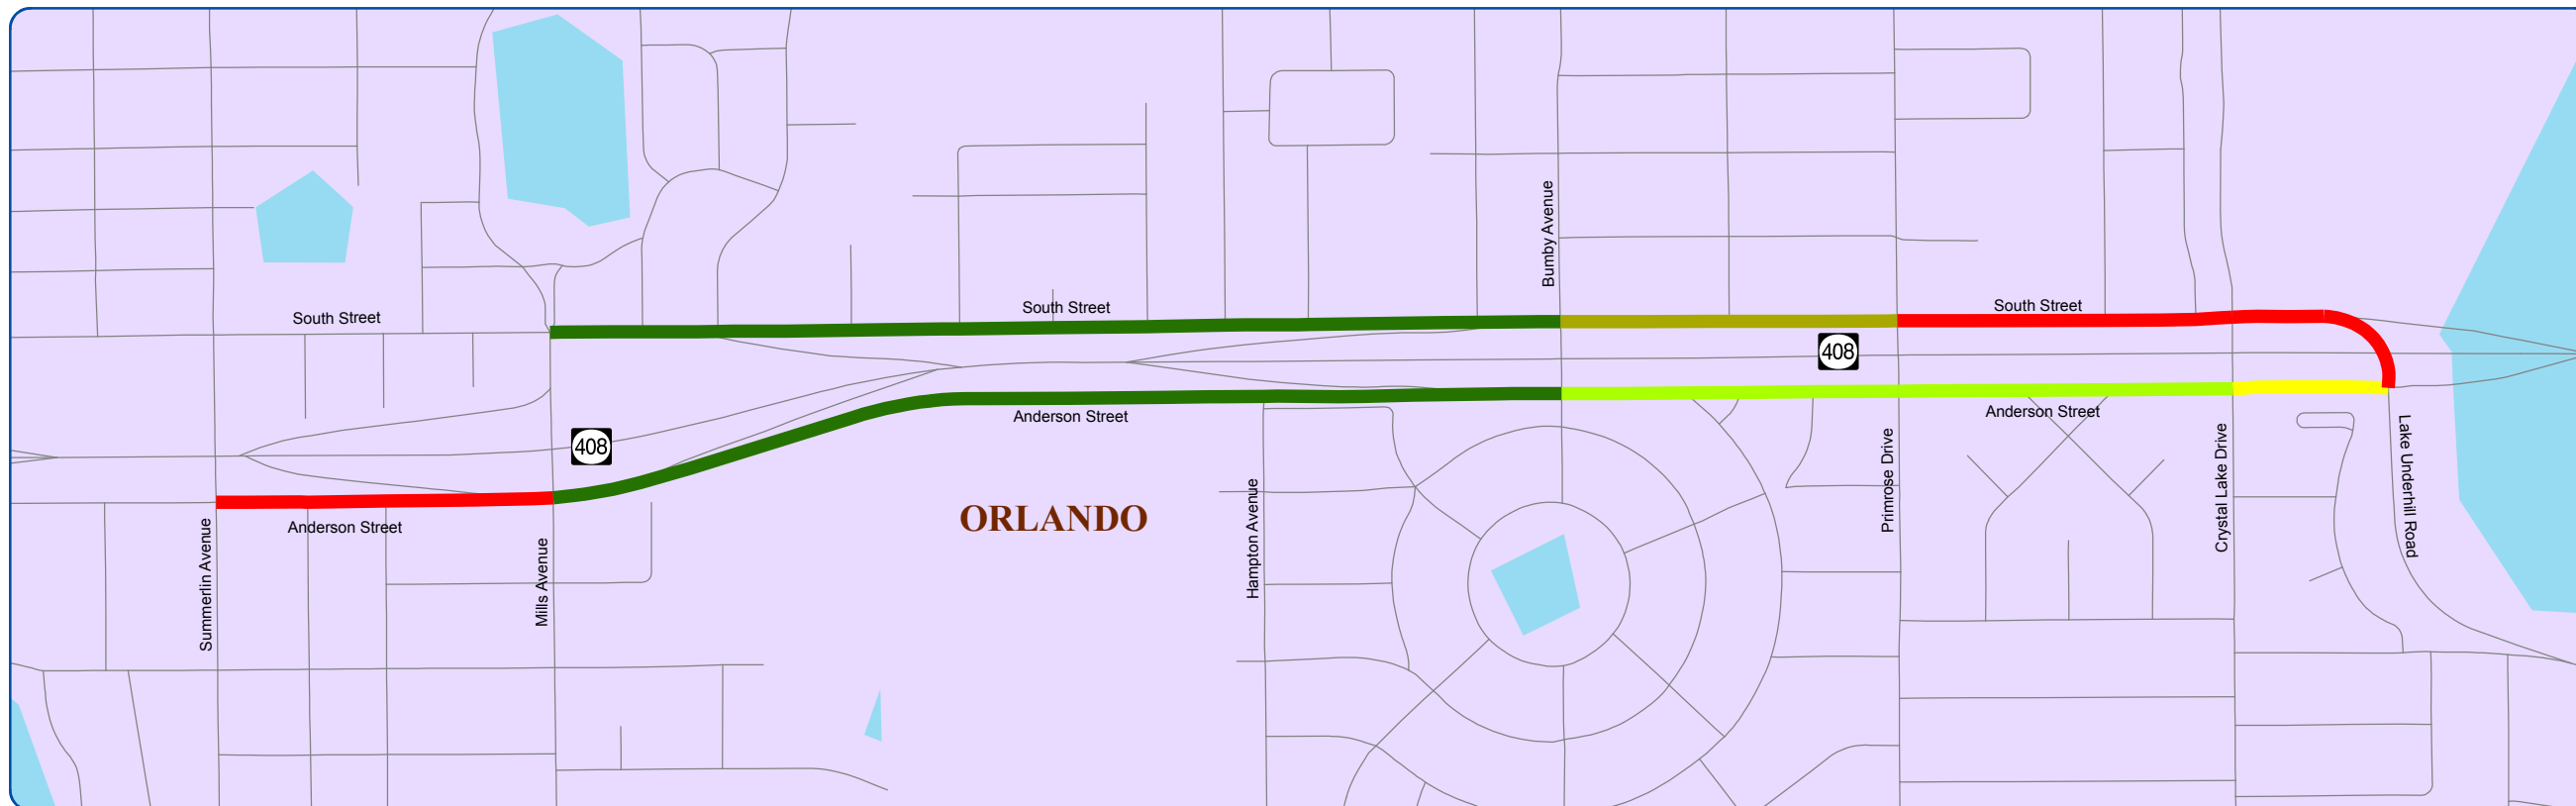 Bumby Avenue
South Street
South Street
South Street
408
Anderson Street
Anderson Street
408
Primrose Drive
Crystal Lake Drive
Lake Underhill Road
Hampton Avenue
ORLANDO
Anderson Street
Summerlin Avenue
Mills Avenue